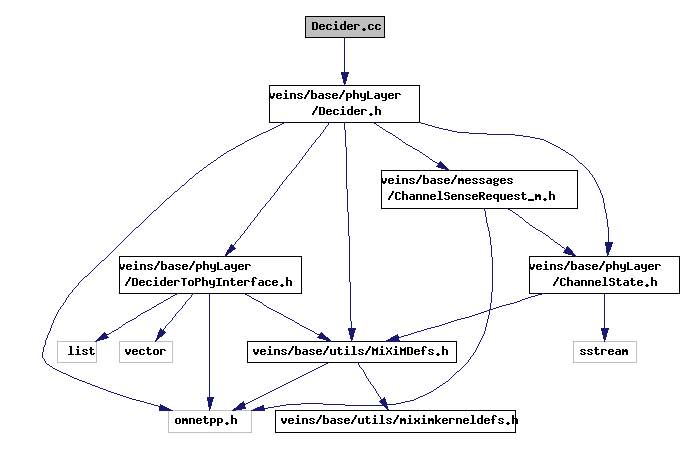 Decider.cc
veins/base/phyLayer
/Decider.h
veins/base/messages
/ChannelSenseRequest_m.h
veins/base/phyLayer
/DeciderToPhyInterface.h
veins/base/phyLayer
/ChannelState.h
list
vector
veins/base/utils/MiXiMDefs.h
sstream
omnetpp.h
veins/base/utils/miximkerneldefs.h